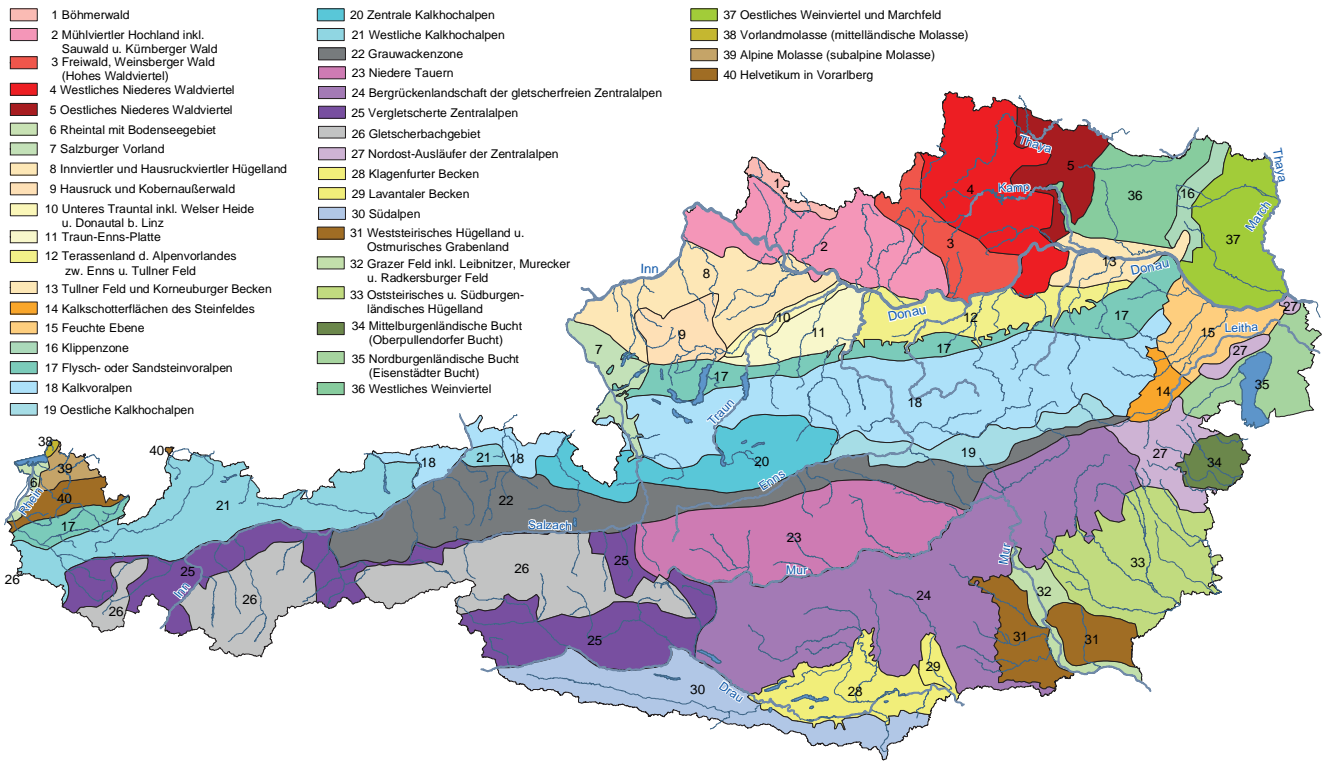 1 Böhmerwald
2 Mühlviertler Hochland inkl.
Sauwald u. Kürnberger Wald
3 Freiwald, Weinsberger Wald
(Hohes Waldviertel)
4 Westliches Niederes Waldviertel
5 Oestliches Niederes Waldviertel
6 Rheintal mit Bodenseegebiet
7 Salzburger Vorland
8 Innviertler und Hausruckviertler Hügelland
9 Hausruck und Kobernaußerwald
10 Unteres Trauntal inkl. Welser Heide
u. Donautal b. Linz
11 Traun-Enns-Platte
12 Terassenland d. Alpenvorlandes
zw. Enns u. Tullner Feld
13 Tullner Feld und Korneuburger Becken
14 Kalkschotterflächen des Steinfeldes
15 Feuchte Ebene
16 Klippenzone
17 Flysch- oder Sandsteinvoralpen
18 Kalkvoralpen
19 Oestliche Kalkhochalpen
20 Zentrale Kalkhochalpen
21 Westliche Kalkhochalpen
22 Grauwackenzone
23 Niedere Tauern
24 Bergrückenlandschaft der gletscherfreien Zentralalpen
25 Vergletscherte Zentralalpen
26 Gletscherbachgebiet
27 Nordost-Ausläufer der Zentralalpen
28 Klagenfurter Becken
29 Lavantaler Becken
30 Südalpen
31 Weststeirisches Hügelland u.
Ostmurisches Grabenland
32 Grazer Feld inkl. Leibnitzer, Murecker
u. Radkersburger Feld
33 Oststeirisches u. Südburgen-
ländisches Hügelland
34 Mittelburgenländische Bucht
(Oberpullendorfer Bucht)
35 Nordburgenländische Bucht
(Eisenstädter Bucht)
36 Westliches Weinviertel
37 Oestliches Weinviertel und Marchfeld
38 Vorlandmolasse (mittelländische Molasse)
39 Alpine Molasse (subalpine Molasse)
40 Helvetikum in Vorarlberg
Thaya
Thaya
5
1
4
Kamp
36
16
March
37
2
3
8
Inn
13
Donau
10
Donau
12
17
27
9
11
15
Leitha
7
17
27
17
14
35
Traun
18
38
40
18
21
18
20
19
27
34
39
6
40
Rhein
21
22
Enns
17
Salzach
23
25
26
25
26
Inn
Mur
Mur
33
26
26
24
32
25
31
31
29
30
Drau
28